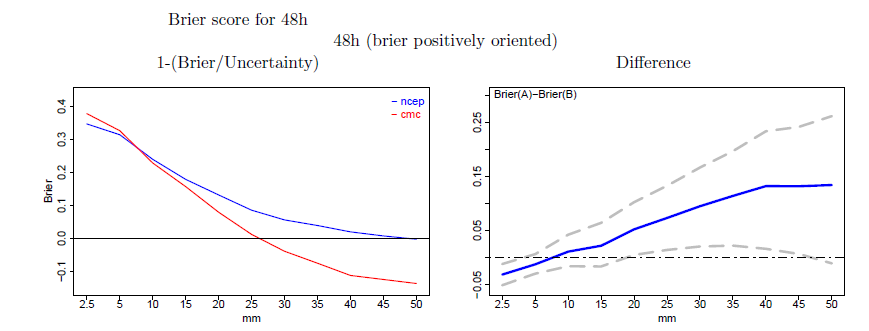 Brier score for 48h
48h (brier positively oriented)
1-(Brier/Uncertainty)
Difference
− ncep
− cmc
Brier
0.4
0.3
0.2
0.1
0.0
−0.1
2.5 5 10 15 20 25 30 35 40 45 50
mm
Brier(A)−Brier(B)
0.25
0.15
0.05
−0.05
2.5 5 10 15 20 25 30 35 40 45 50
mm